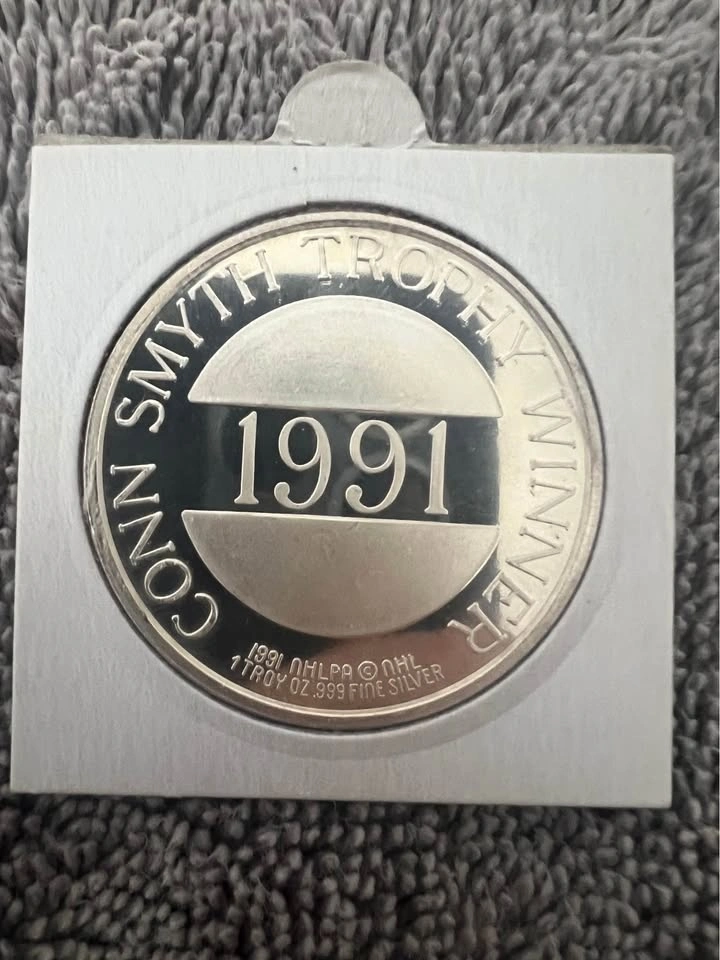 CONN SMYTH TROPHY WINNER
1991
1991 NHLPA © NHL
1 TROY OZ .999 FINE SILVER